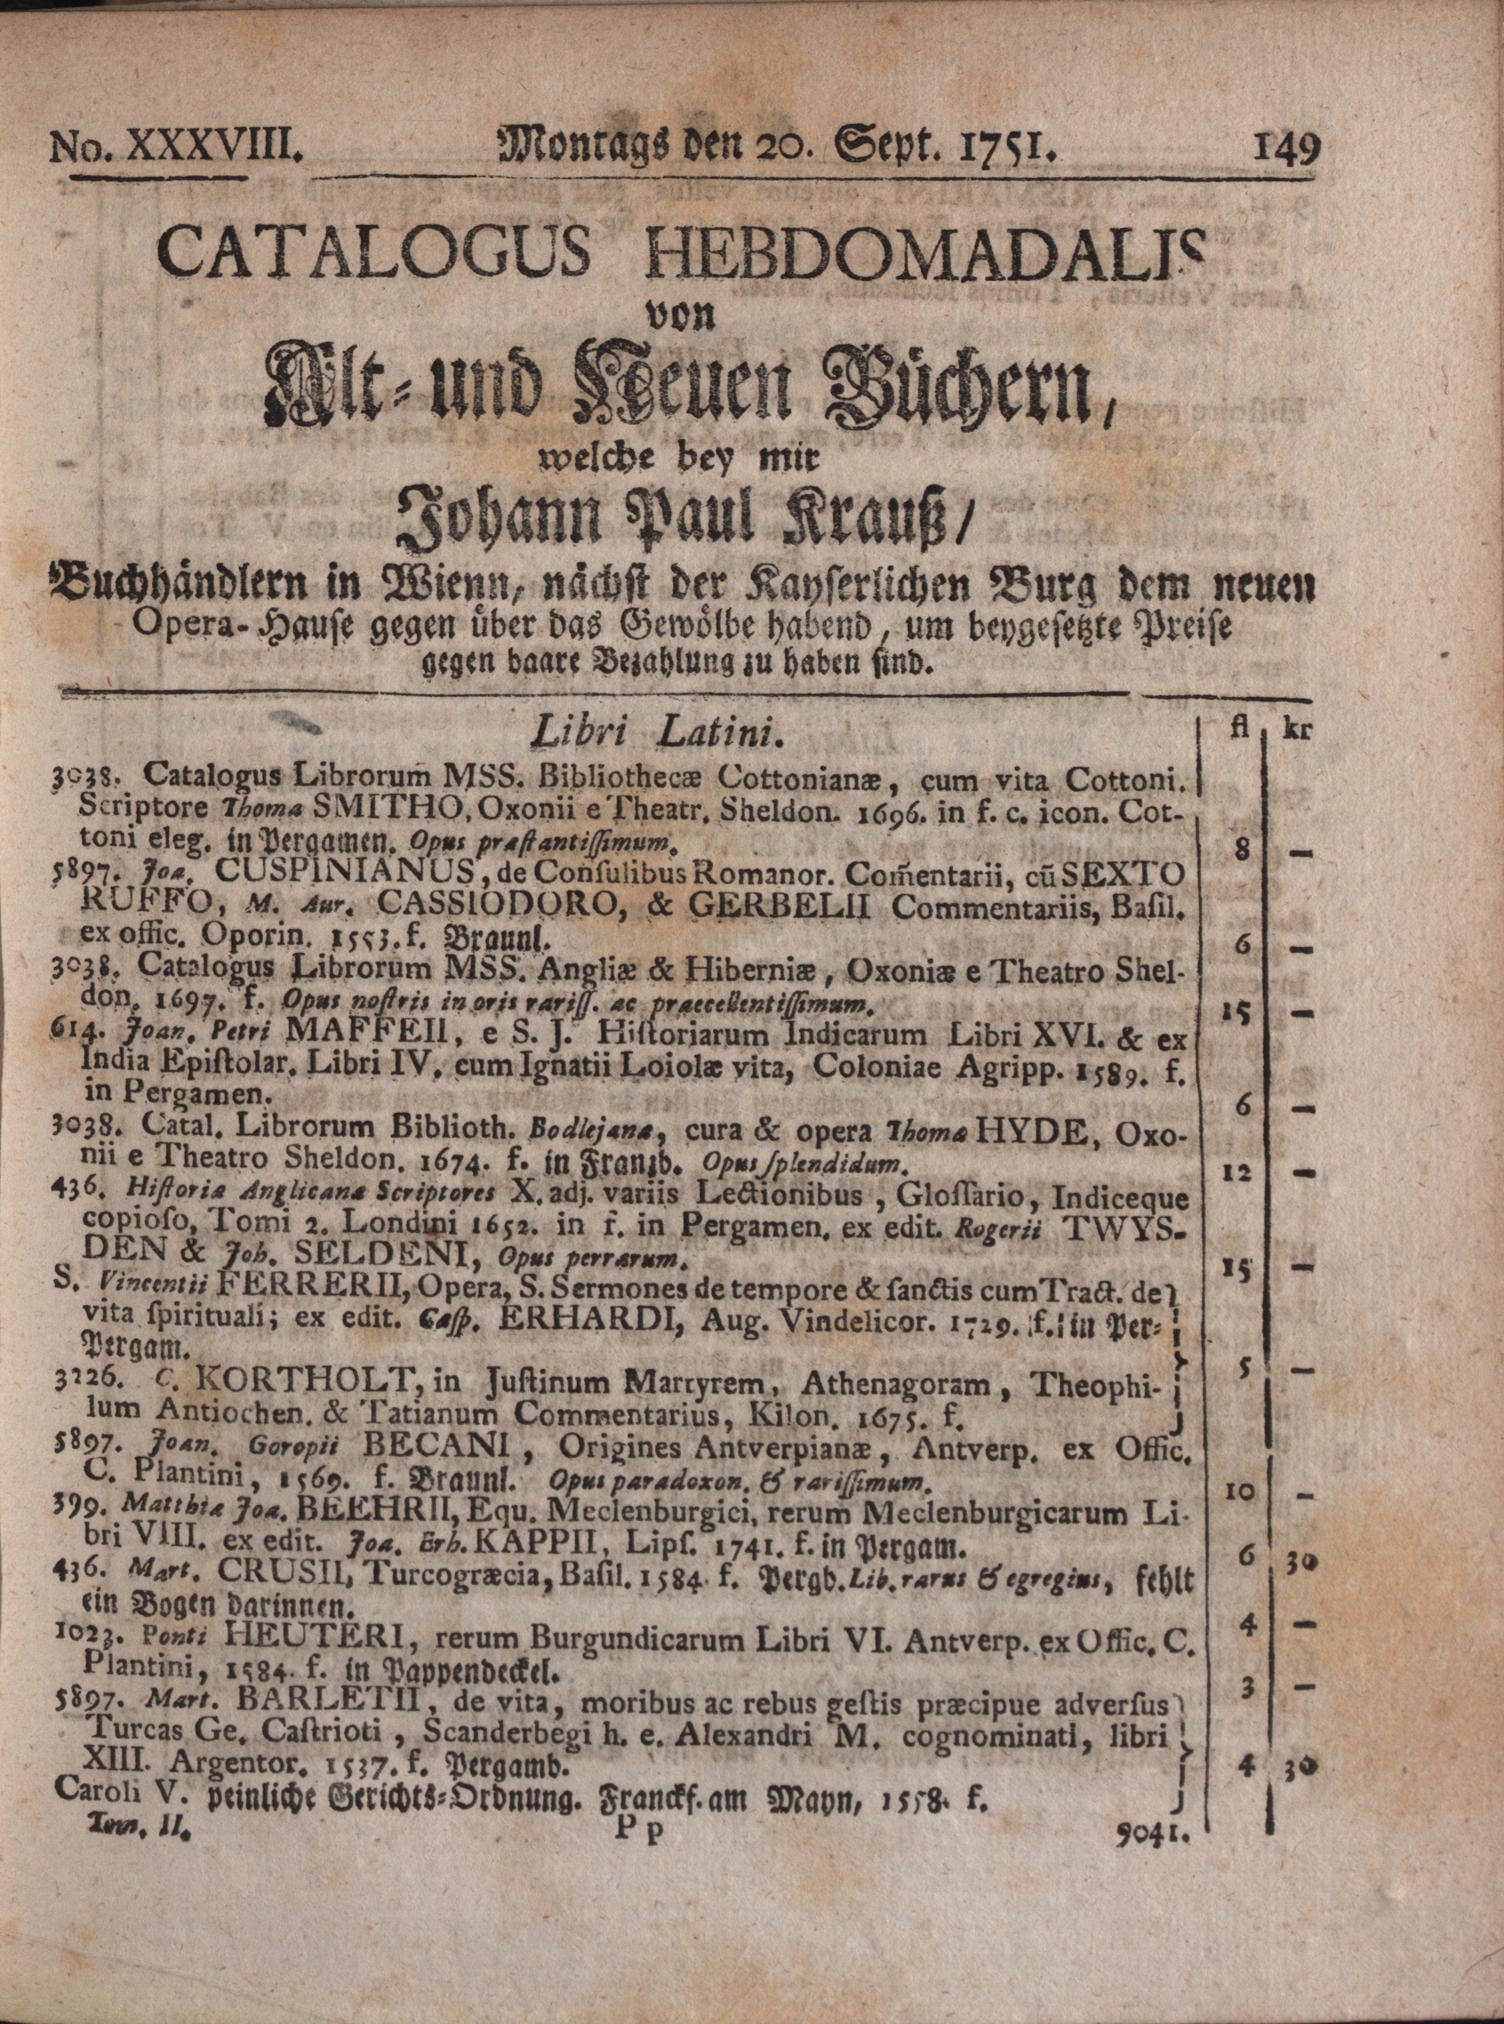 No. XXXVIII. Montags den 20. Sept. 1751. 149
CATALOGUS HEBDOMADALIS
von
Alt- und Neuen Büchern,
welche bey mir
Johann Paul Krauß/
Buchhändlern in Wienn, nächst der Kayserlichen Burg dem neuen
Opera-Hause gegen über das Gewölbe habend, um beygesetzte Preise
gegen baare Bezahlung zu haben sind.
Libri Latini. fl kr
3038. Catalogus Librorum MSS. Bibliothecæ Cottonianæ, cum vita Cottoni.
Scriptore Thoma SMITHO, Oxonii e Theatr. Sheldon. 1696. in f. c. icon. Cot-
toni eleg. in Pergamen. Opus præstantissimum. 8 —
5897. Joa. CUSPINIANUS, de Consulibus Romanor. Com̃entarii, cũ SEXTO
RUFFO, M. Aur. CASSIODORO, & GERBELII Commentariis, Basil.
ex offic. Oporin. 1553. f. Braunl. 6 —
3038. Catalogus Librorum MSS. Angliæ & Hiberniæ, Oxoniæ e Theatro Shel-
don. 1697. f. Opus nostris in oris rariss. ac praecellentissimum. 15 —
614. Joan. Petri MAFFEII, e S. J. Historiarum Indicarum Libri XVI. & ex
India Epistolar. Libri IV. cum Ignatii Loiolæ vita, Coloniae Agripp. 1589. f.
in Pergamen. 6 —
3038. Catal. Librorum Biblioth. Bodlejanæ, cura & opera Thomæ HYDE, Oxo-
nii e Theatro Sheldon. 1674. f. in Franzb. Opus splendidum. 12 —
436. Historiæ Anglicanæ Scriptores X. adj. variis Lectionibus, Glossario, Indiceque
copioso, Tomi 2. Londini 1652. in f. in Pergamen. ex edit. Rogerii TWYS-
DEN & Joh. SELDENI, Opus perrarum. 15 —
S. Vincentii FERRERII, Opera, S. Sermones de tempore & sanctis cum Tract. de
vita spirituali; ex edit. Casp. ERHARDI, Aug. Vindelicor. 1729. f. in Per-
Pergam. 5 —
3226. C. KORTHOLT, in Justinum Martyrem, Athenagoram, Theophi-
lum Antiochen. & Tatianum Commentarius, Kilon. 1675. f.
5897. Joan. Goropii BECANI, Origines Antverpianæ, Antverp. ex Offic.
C. Plantini, 1569. f. Braunl. Opus paradoxon. & rarissimum. 10 —
399. Matthiæ Joa. BEEHRII, Equ. Meclenburgici, rerum Meclenburgicarum Li-
bri VIII. ex edit. Joa. Erh. KAPPII, Lips. 1741. f. in Pergam. 6 30
436. Mart. CRUSII, Turcogræcia, Basil. 1584. f. Pergb. Lib. rarus & egregius, fehlt
ein Bogen darinnen. 4 —
1023. Ponti HEUTERI, rerum Burgundicarum Libri VI. Antverp. ex Offic. C.
Plantini, 1584. f. in Pappendeckel. 3 —
5897. Mart. BARLETII, de vita, moribus ac rebus gestis præcipue adversus
Turcas Ge. Castrioti, Scanderbegi h. e. Alexandri M. cognominati, libri
XIII. Argentor. 1537. f. Pergamb. 4 30
Caroli V. peinliche Gerichts-Ordnung. Franckf. am Mayn, 1558. f.
Tom. II. P p 9041.